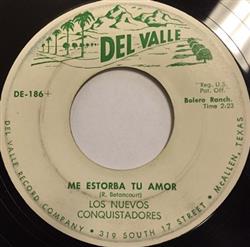 DEL VALLE
DE-186+
Reg. U.S.
Pat. Off.
Bolero Ranch.
Time 2:23
ME ESTORBA TU AMOR
(R. Betancourt)
LOS NUEVOS
CONQUISTADORES
DEL VALLE RECORD COMPANY • 319 SOUTH 17 STREET • McALLEN, TEXAS